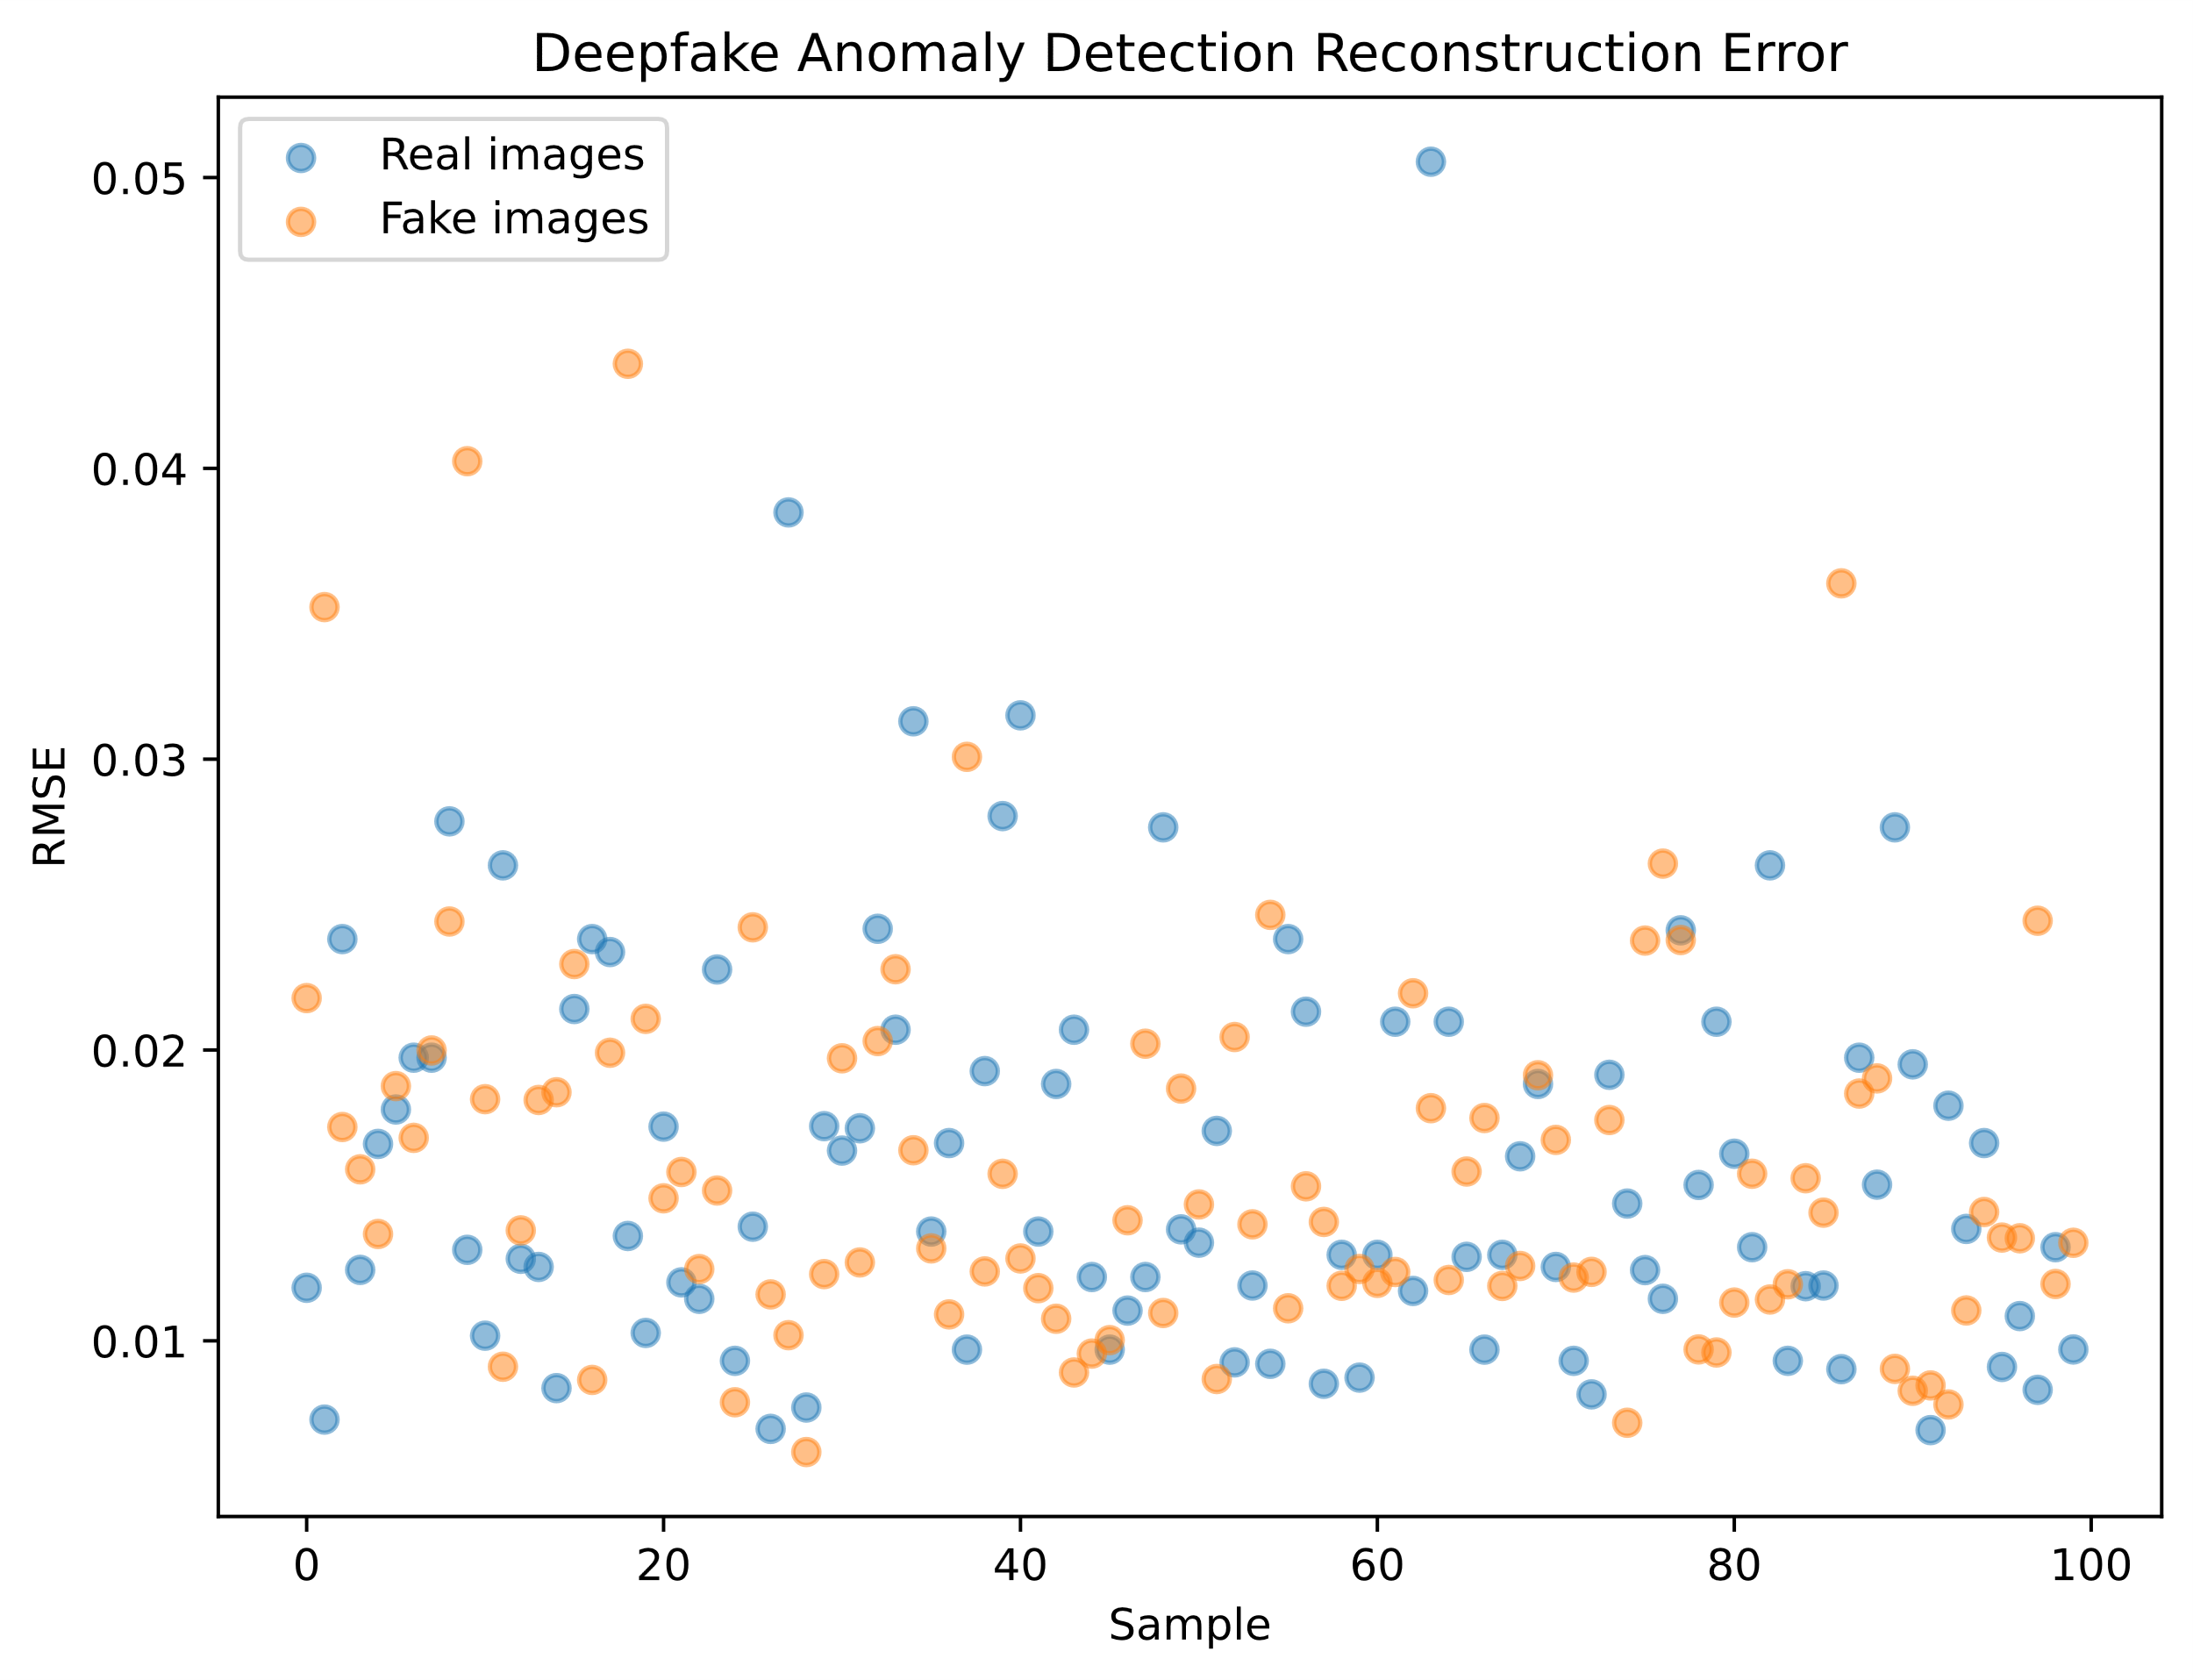 Deepfake Anomaly Detection Reconstruction Error
Real images
Fake images
0.05
0.04
0.03
0.02
0.01
RMSE
0 20 40 60 80 100
Sample